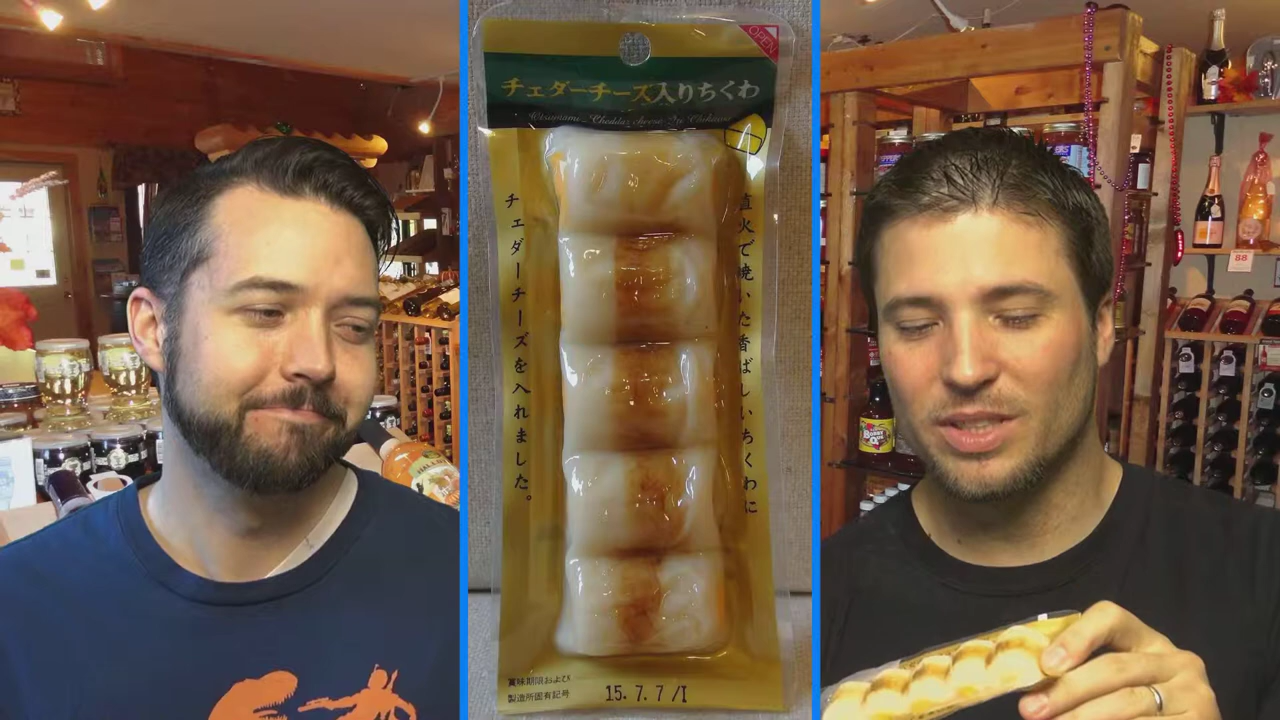 OPEN
チェダーチーズ入りちくわ
直火で焼いた香ばしいちくわに
チェダーチーズを入れました。
賞味期限および
製造所固有記号
15. 7. 7 /I
88